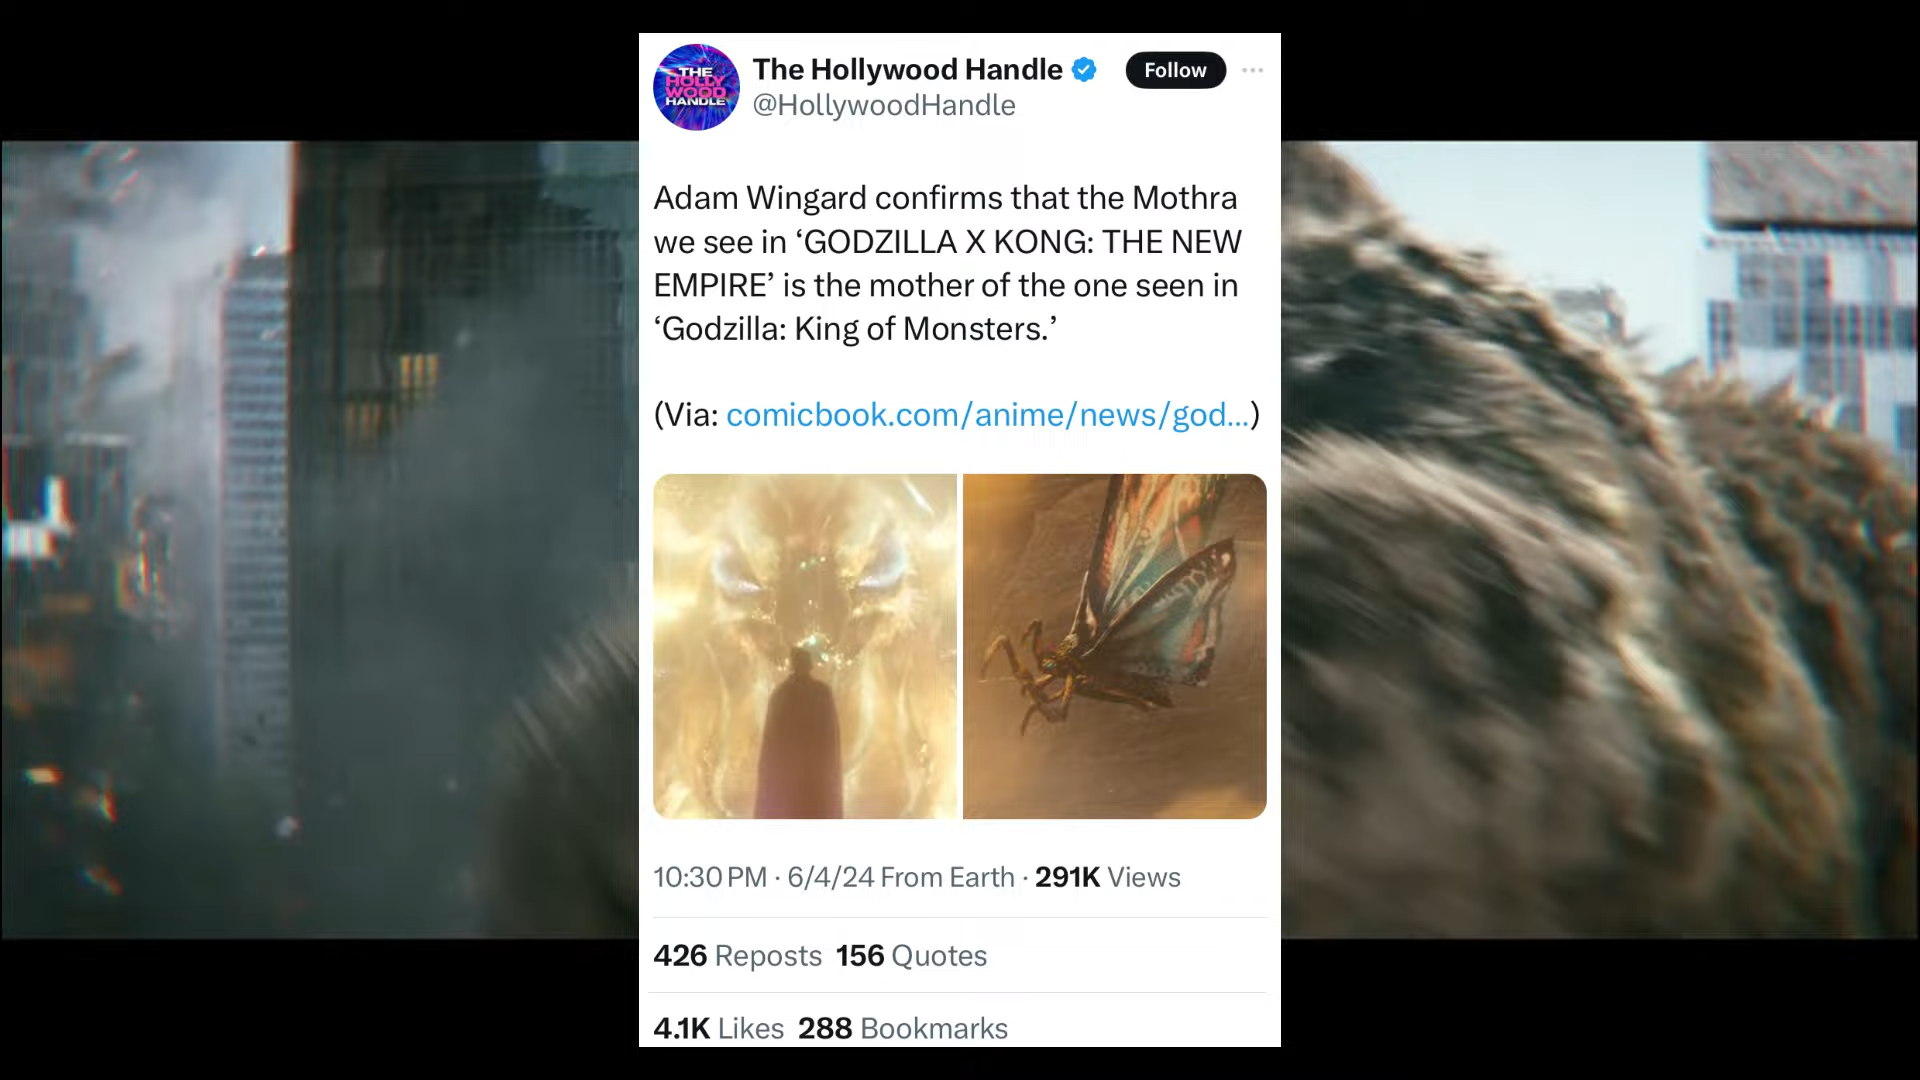 THE
HOLLY
WOOD
HANDLE
The Hollywood Handle
Follow
@HollywoodHandle
Adam Wingard confirms that the Mothra
we see in ‘GODZILLA X KONG: THE NEW
EMPIRE’ is the mother of the one seen in
‘Godzilla: King of Monsters.’
(Via: comicbook.com/anime/news/god...)
10:30 PM · 6/4/24 From Earth · 291K Views
426 Reposts 156 Quotes
4.1K Likes 288 Bookmarks